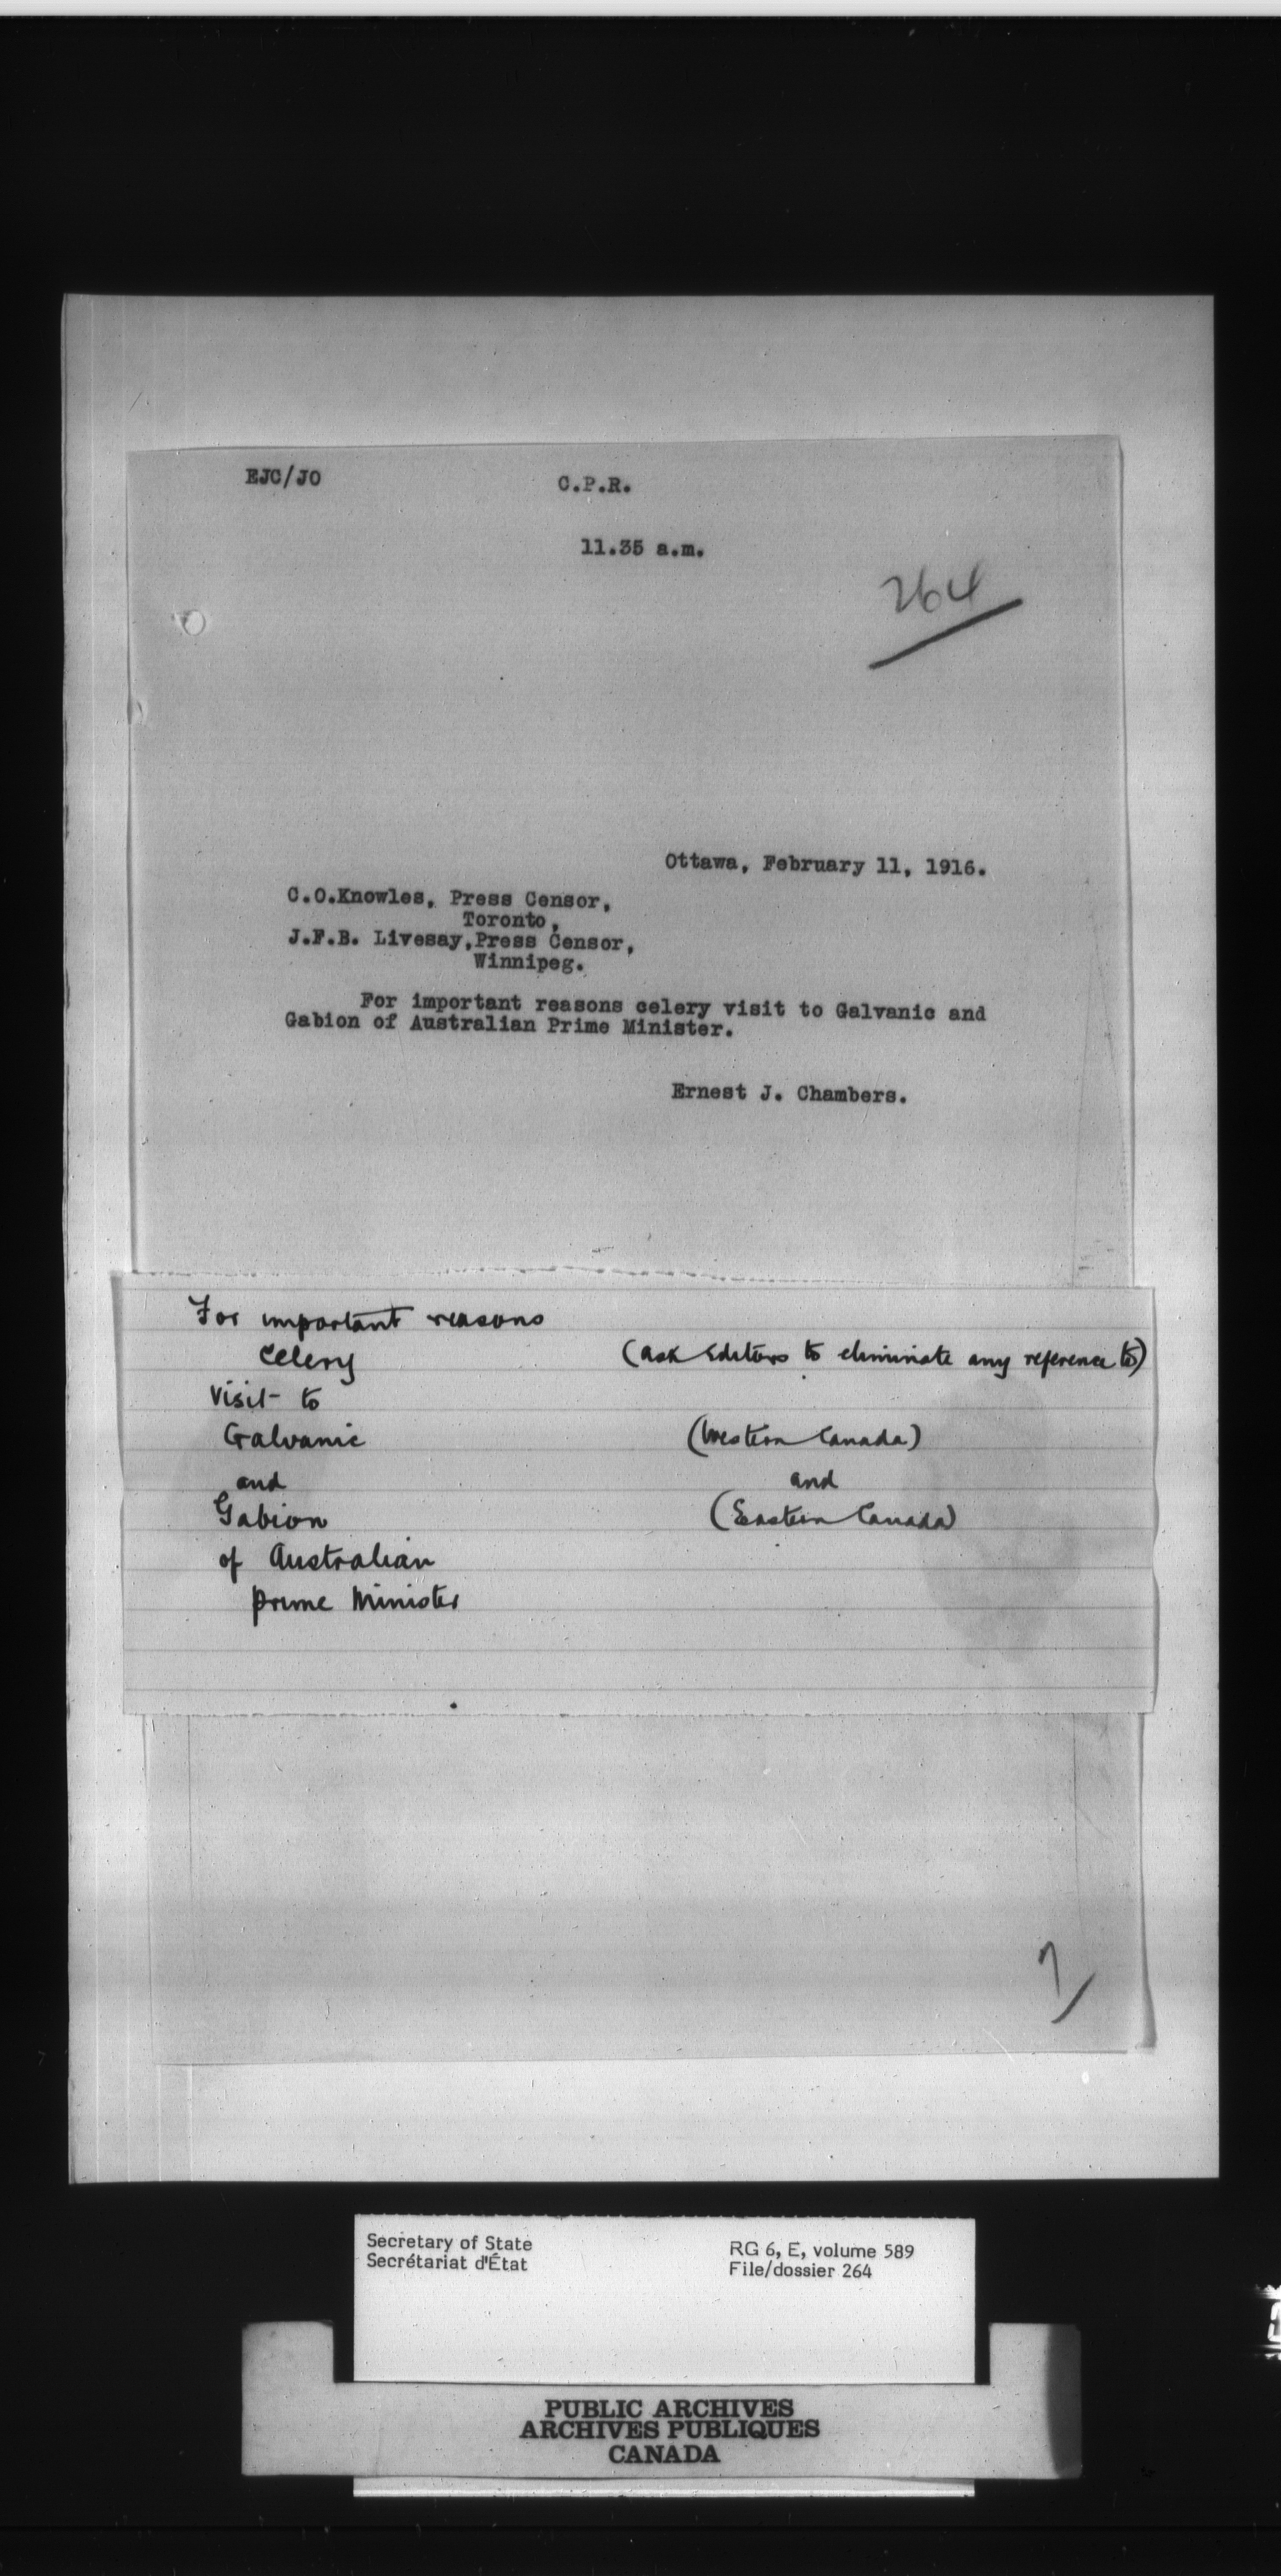 EJC/JO C.P.R.
11.35 a.m.
264
Ottawa, February 11, 1916.
C.O.Knowles, Press Censor,
Toronto,
J.F.B. Livesay,Press Censor,
Winnipeg.
For important reasons celery visit to Galvanic and
Gabion of Australian Prime Minister.
Ernest J. Chambers.
For important reasons
Celery (ask Editors to eliminate any reference to)
Visit to
Galvanic (Western Canada)
and and
Gabion (Eastern Canada)
of Australian
Prime Minister
7
Secretary of State RG 6, E, volume 589
Secrétariat d'État File/dossier 264
PUBLIC ARCHIVES
ARCHIVES PUBLIQUES
CANADA